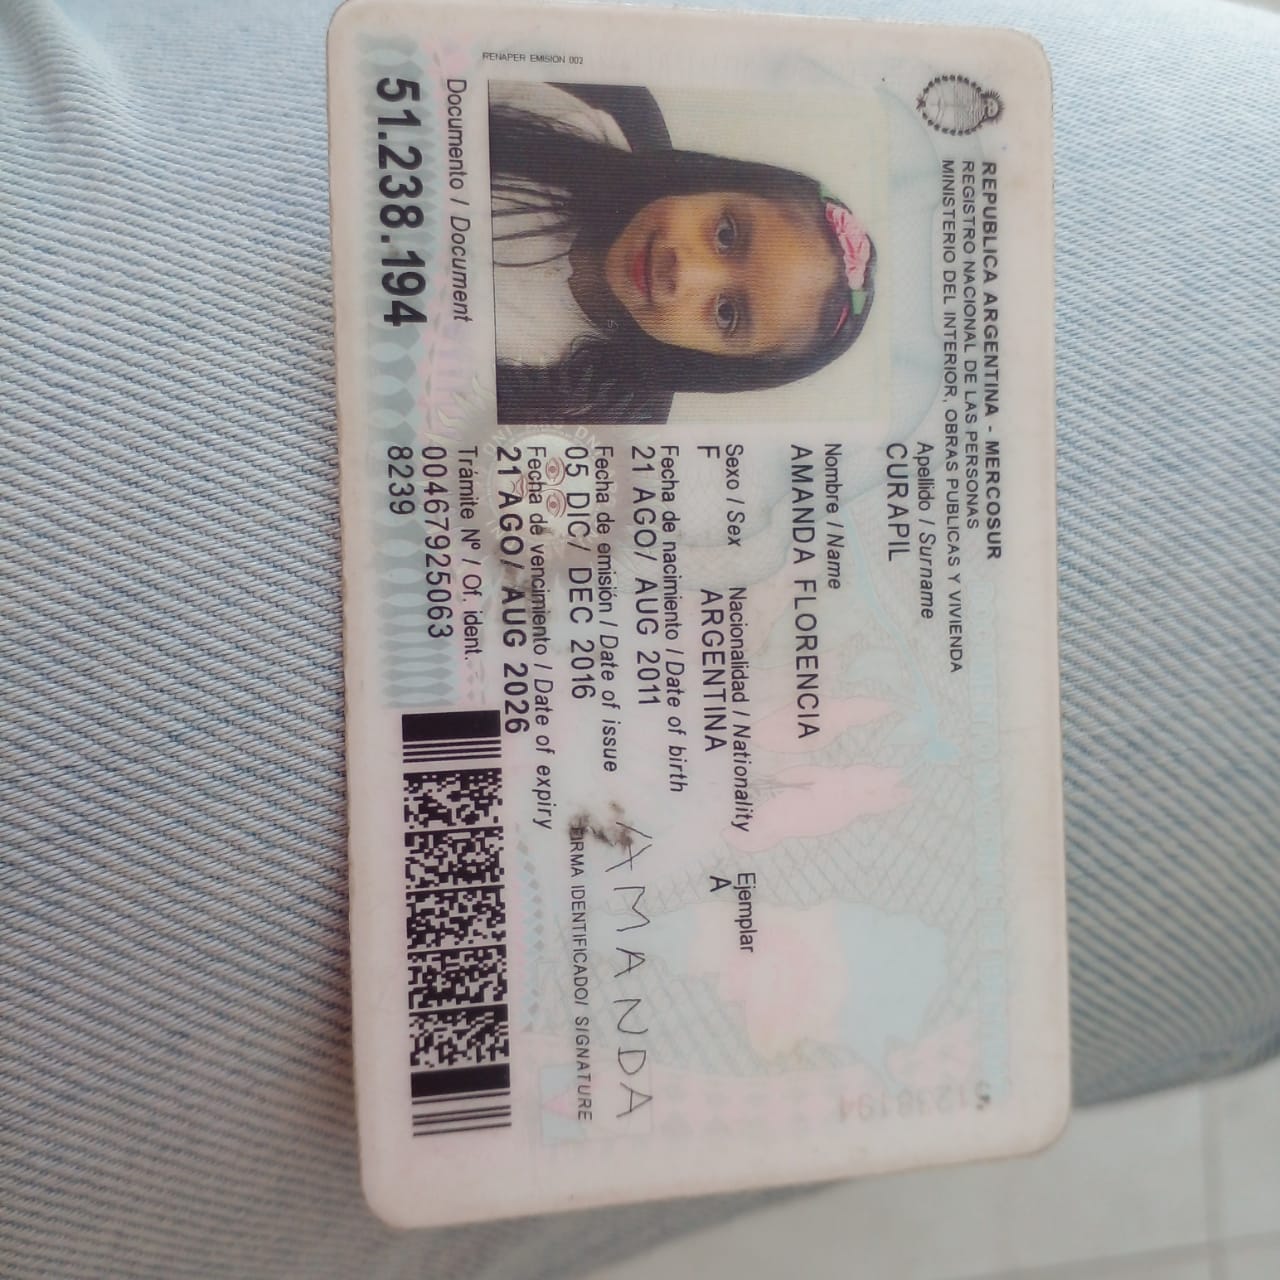 REPUBLICA ARGENTINA - MERCOSUR
REGISTRO NACIONAL DE LAS PERSONAS
MINISTERIO DEL INTERIOR, OBRAS PUBLICAS Y VIVIENDA
RENAPER EMISION 002
Apellido / Surname
CURAPIL
Nombre / Name
AMANDA FLORENCIA
Sexo / Sex Nacionalidad / Nationality Ejemplar
F ARGENTINA A
Fecha de nacimiento / Date of birth
21 AGO/ AUG 2011
Fecha de emisión / Date of issue
05 DIC/ DEC 2016
Fecha de vencimiento / Date of expiry
21 AGO/ AUG 2026
AMANDA
FIRMA IDENTIFICADO/ SIGNATURE
Documento / Document
51.238.194
Trámite Nº / Of. ident.
00467925063
8239